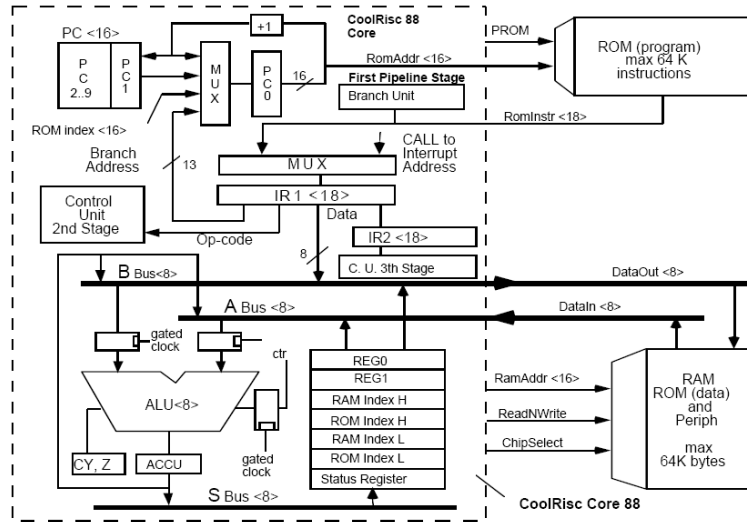 CoolRisc 88
Core
PC <16>
+1
PROM
ROM (program)
max 64 K
instructions
P
C
2..9
P
C
1
M
U
X
P
C
0
16
RomAddr <16>
First Pipeline Stage
Branch Unit
ROM index <16>
RomInstr <18>
Branch
Address
13
CALL to
Interrupt
Address
M U X
IR1 <18>
Data
Control
Unit
2nd Stage
Op-code
8
IR2 <18>
C. U. 3th Stage
B Bus<8>
DataOut <8>
A Bus <8>
DataIn <8>
gated
clock
ctr
REG0
REG1
RAM Index H
ROM Index H
RAM Index L
ROM Index L
Status Register
ALU<8>
CY, Z
ACCU
gated
clock
S Bus <8>
RamAddr <16>
ReadNWrite
ChipSelect
RAM
ROM (data)
and
Periph
max
64K bytes
CoolRisc Core 88